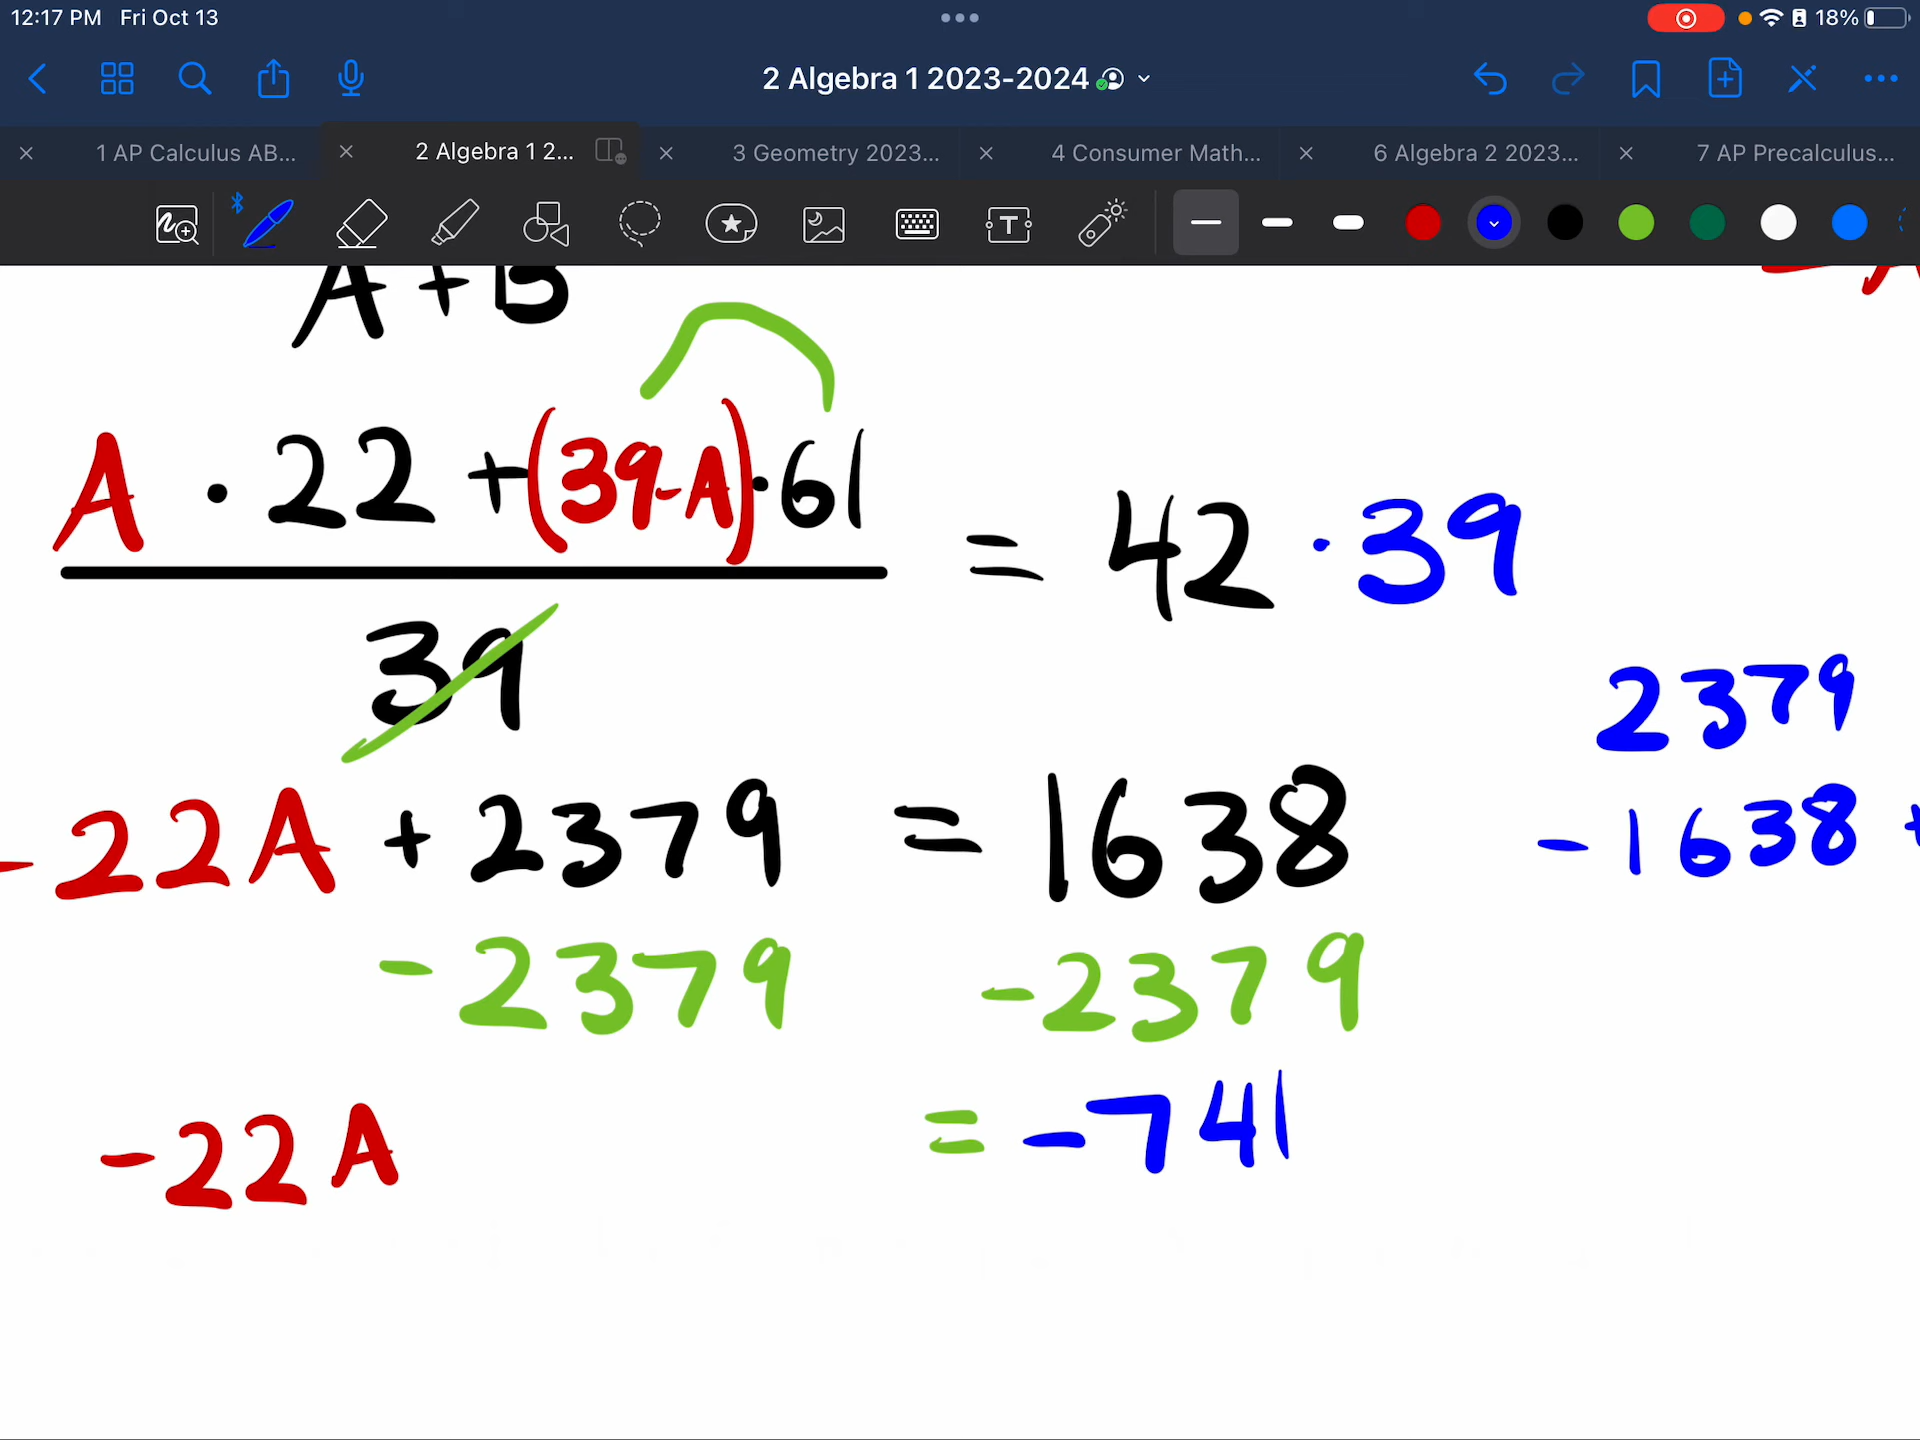 12:17 PM Fri Oct 13 18%
2 Algebra 1 2023-2024
1 AP Calculus AB... 2 Algebra 1 2... 3 Geometry 2023... 4 Consumer Math... 6 Algebra 2 2023... 7 AP Precalculus...
T
A + B
A · 22 + (39-A) · 61 = 42 · 39
39
2379
-22A + 2379 = 1638
-1638
-2379 -2379
-22A = -741